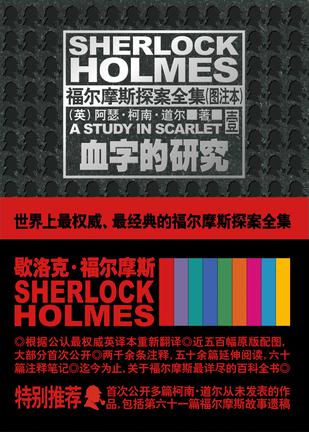 SHERLOCK
HOLMES
福尔摩斯探案全集(图注本)
(英)阿瑟·柯南·道尔■著■
A STUDY IN SCARLET 壹
血字的研究
世界上最权威、最经典的福尔摩斯探案全集
歇洛克·福尔摩斯
SHERLOCK
HOLMES
◎根据公认最权威英译本重新翻译◎近五百幅原版配图,
大部分首次公开◎两千余条注释,五十余篇延伸阅读,六十
篇注释笔记◎迄今为止,关于福尔摩斯最详尽的百科全书◎
特别推荐 首次公开多篇柯南·道尔从未发表的作
品,包括第六十一篇福尔摩斯故事遗稿